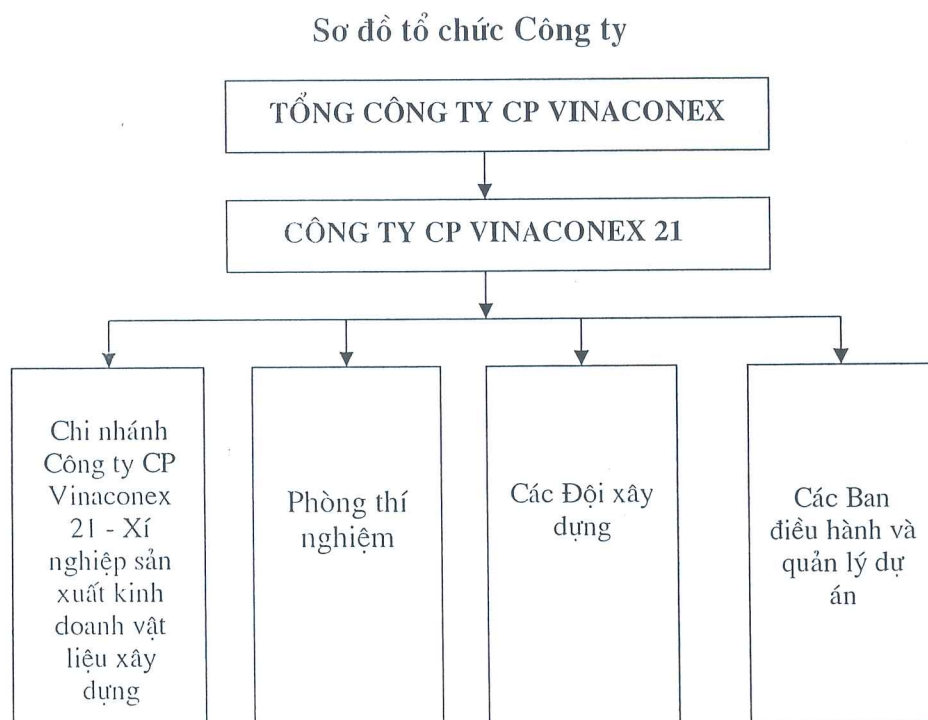 Sơ đồ tổ chức Công ty
TỔNG CÔNG TY CP VINACONEX
CÔNG TY CP VINACONEX 21
Chi nhánh
Công ty CP
Vinaconex
21 - Xí
nghiệp sản
xuất kinh
doanh vật
liệu xây
dựng
Phòng thí
nghiệm
Các Đội xây
dựng
Các Ban
điều hành và
quản lý dự
án